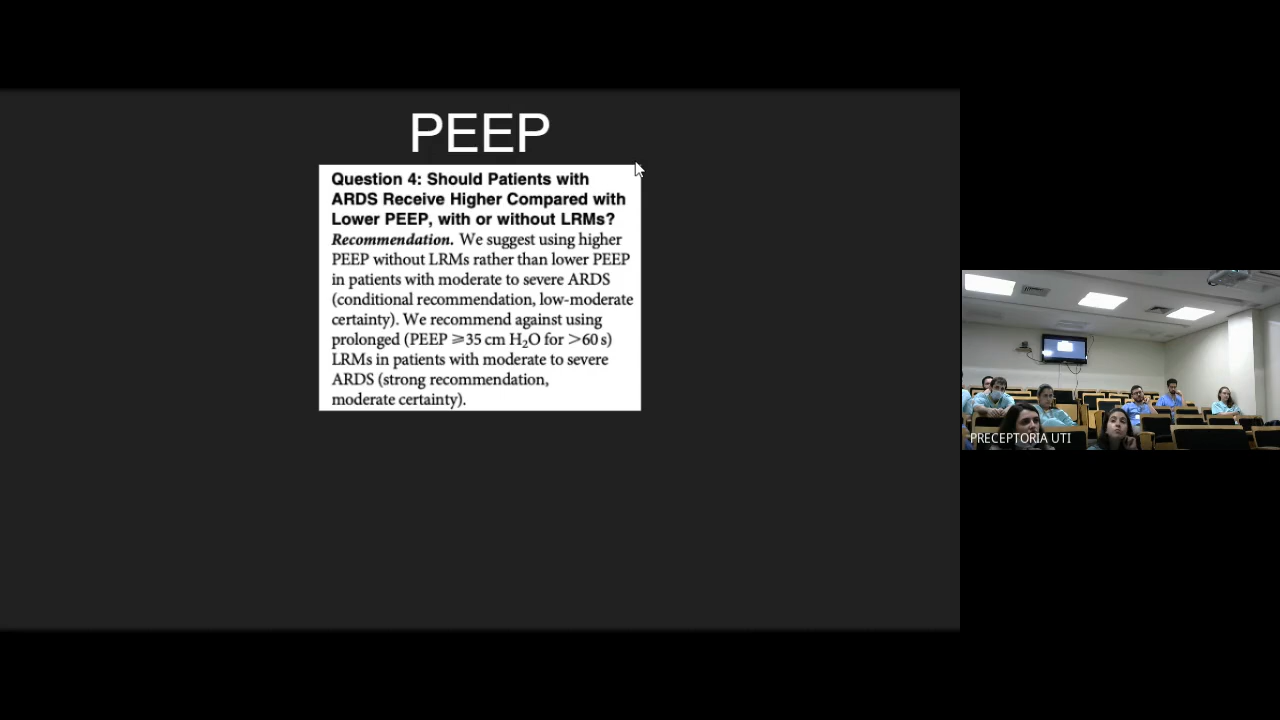 PEEP
Question 4: Should Patients with
ARDS Receive Higher Compared with
Lower PEEP, with or without LRMs?
Recommendation. We suggest using higher
PEEP without LRMs rather than lower PEEP
in patients with moderate to severe ARDS
(conditional recommendation, low-moderate
certainty). We recommend against using
prolonged (PEEP ⩾35 cm H₂O for >60 s)
LRMs in patients with moderate to severe
ARDS (strong recommendation,
moderate certainty).
PRECEPTORIA UTI